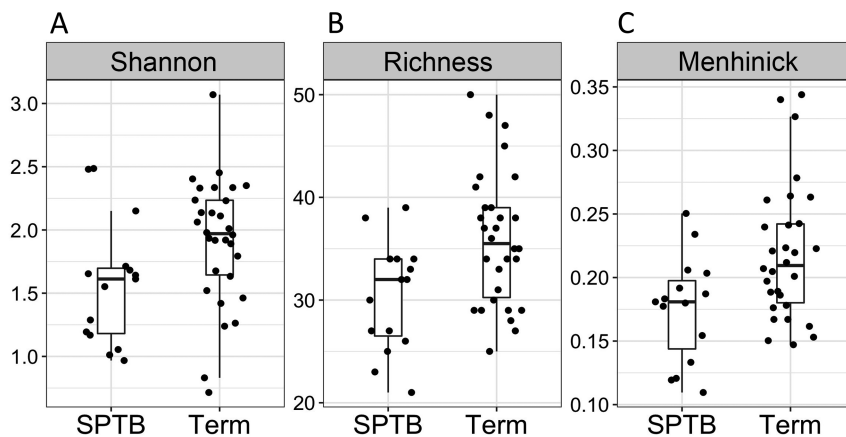 A
Shannon
3.0
2.5
2.0
1.5
1.0
SPTB Term
B
Richness
50
40
30
20
SPTB Term
C
Menhinick
0.35
0.30
0.25
0.20
0.15
0.10
SPTB Term